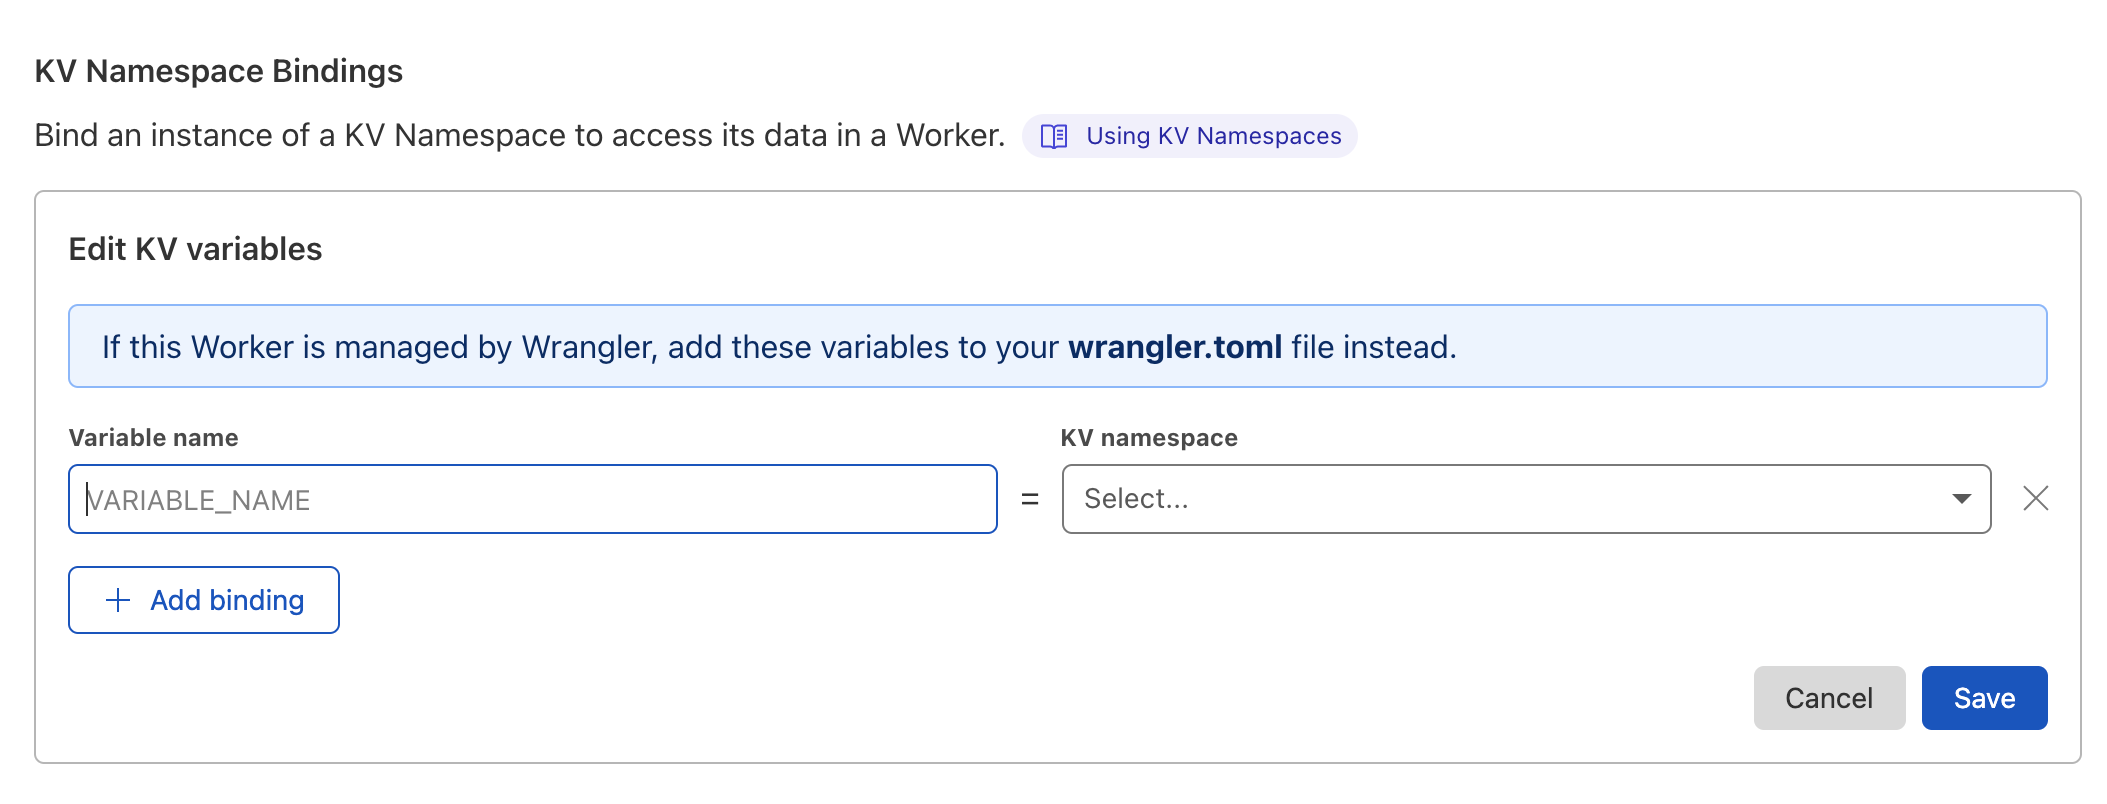 KV Namespace Bindings
Bind an instance of a KV Namespace to access its data in a Worker. Using KV Namespaces
Edit KV variables
If this Worker is managed by Wrangler, add these variables to your wrangler.toml file instead.
Variable name KV namespace
VARIABLE_NAME = Select...
+ Add binding
Cancel Save